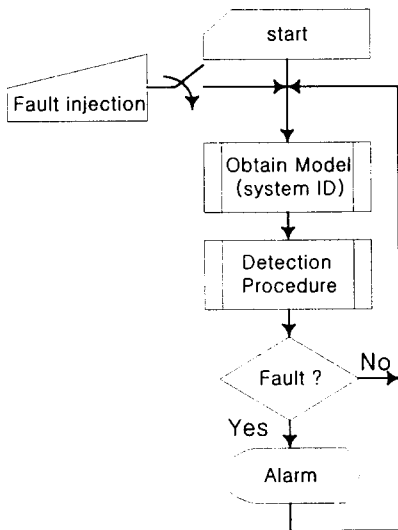 start
Fault injection
Obtain Model
(system ID)
Detection
Procedure
Fault ?
No
Yes
Alarm